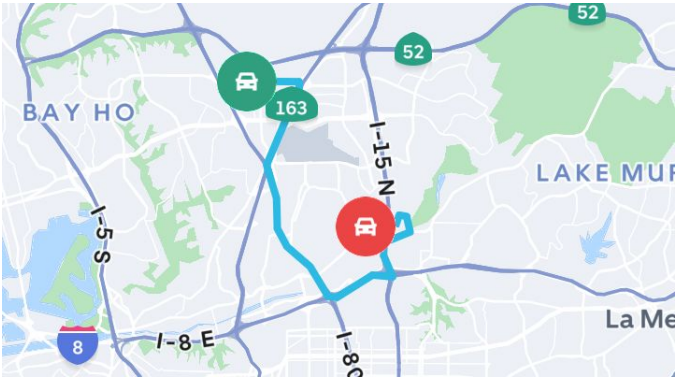 52
52
163
BAY HO
I-15 N
LAKE MUR
I-5 S
La Me
I-8 E
8
I-80